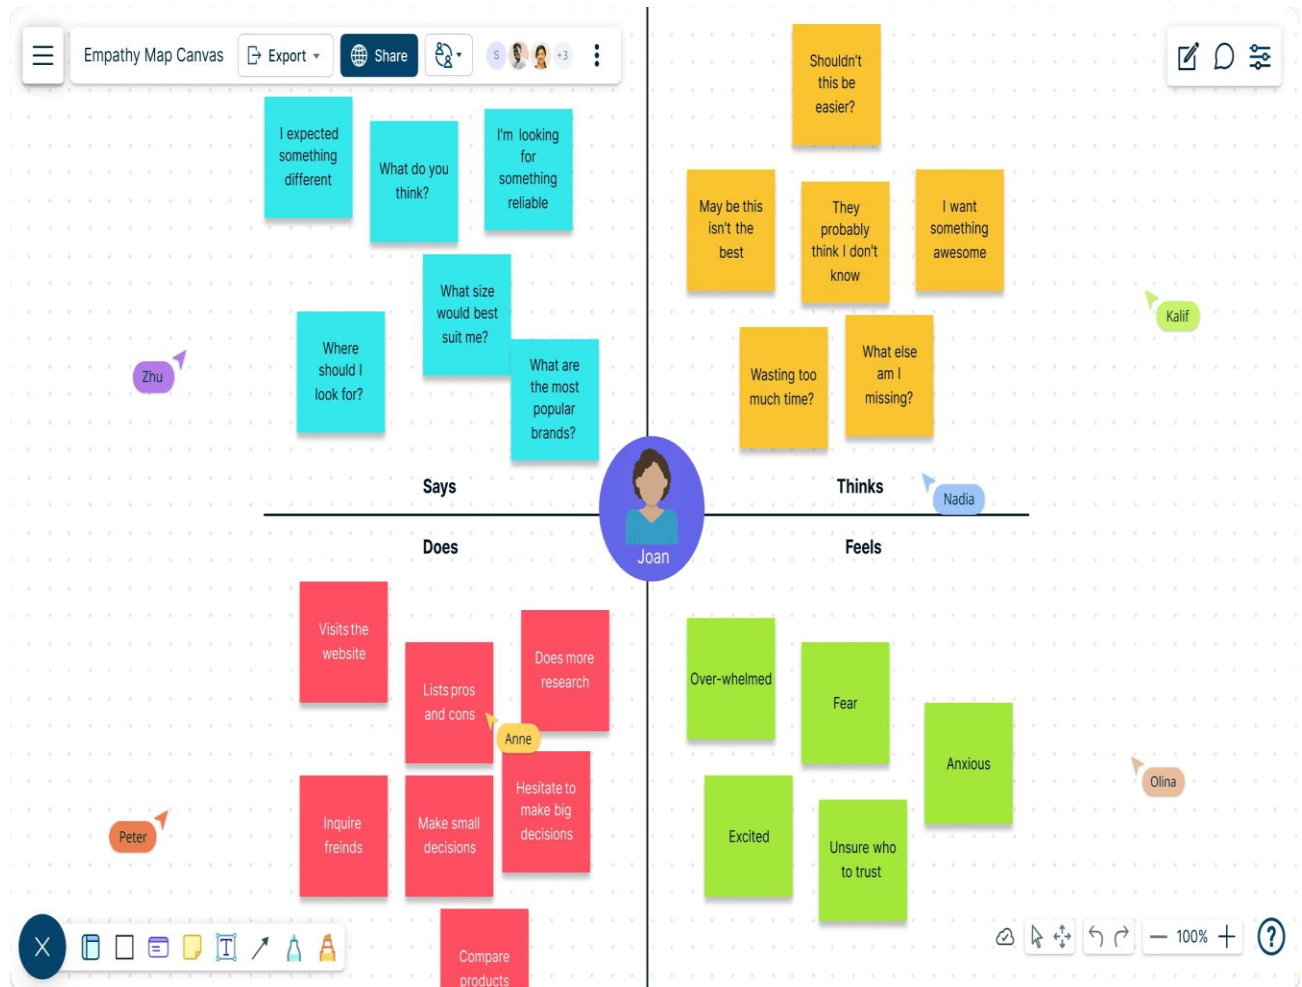 Empathy Map Canvas
Export
Share
S
+3
I expected
something
different
What do you
think?
I'm looking
for
something
reliable
What size
would best
suit me?
Where
should I
look for?
What are
the most
popular
brands?
Zhu
Says
Shouldn't
this be
easier?
May be this
isn't the
best
They
probably
think I don't
know
I want
something
awesome
Wasting too
much time?
What else
am I
missing?
Kalif
Thinks
Nadia
Joan
Does
Visits the
website
Lists pros
and cons
Does more
research
Anne
Inquire
freinds
Make small
decisions
Hesitate to
make big
decisions
Compare
products
Peter
Feels
Over-whelmed
Fear
Anxious
Excited
Unsure who
to trust
Olina
T
100%
?